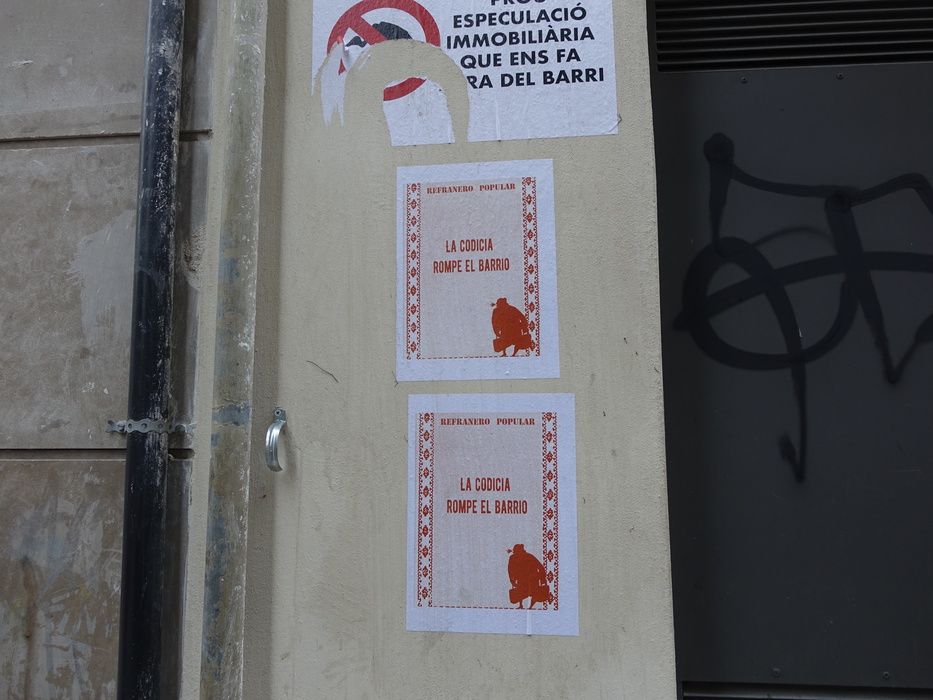 PROU
ESPECULACIÓ
IMMOBILIÀRIA
QUE ENS FA
RA DEL BARRI
REFRANERO POPULAR
LA CODICIA
ROMPE EL BARRIO
REFRANERO POPULAR
LA CODICIA
ROMPE EL BARRIO